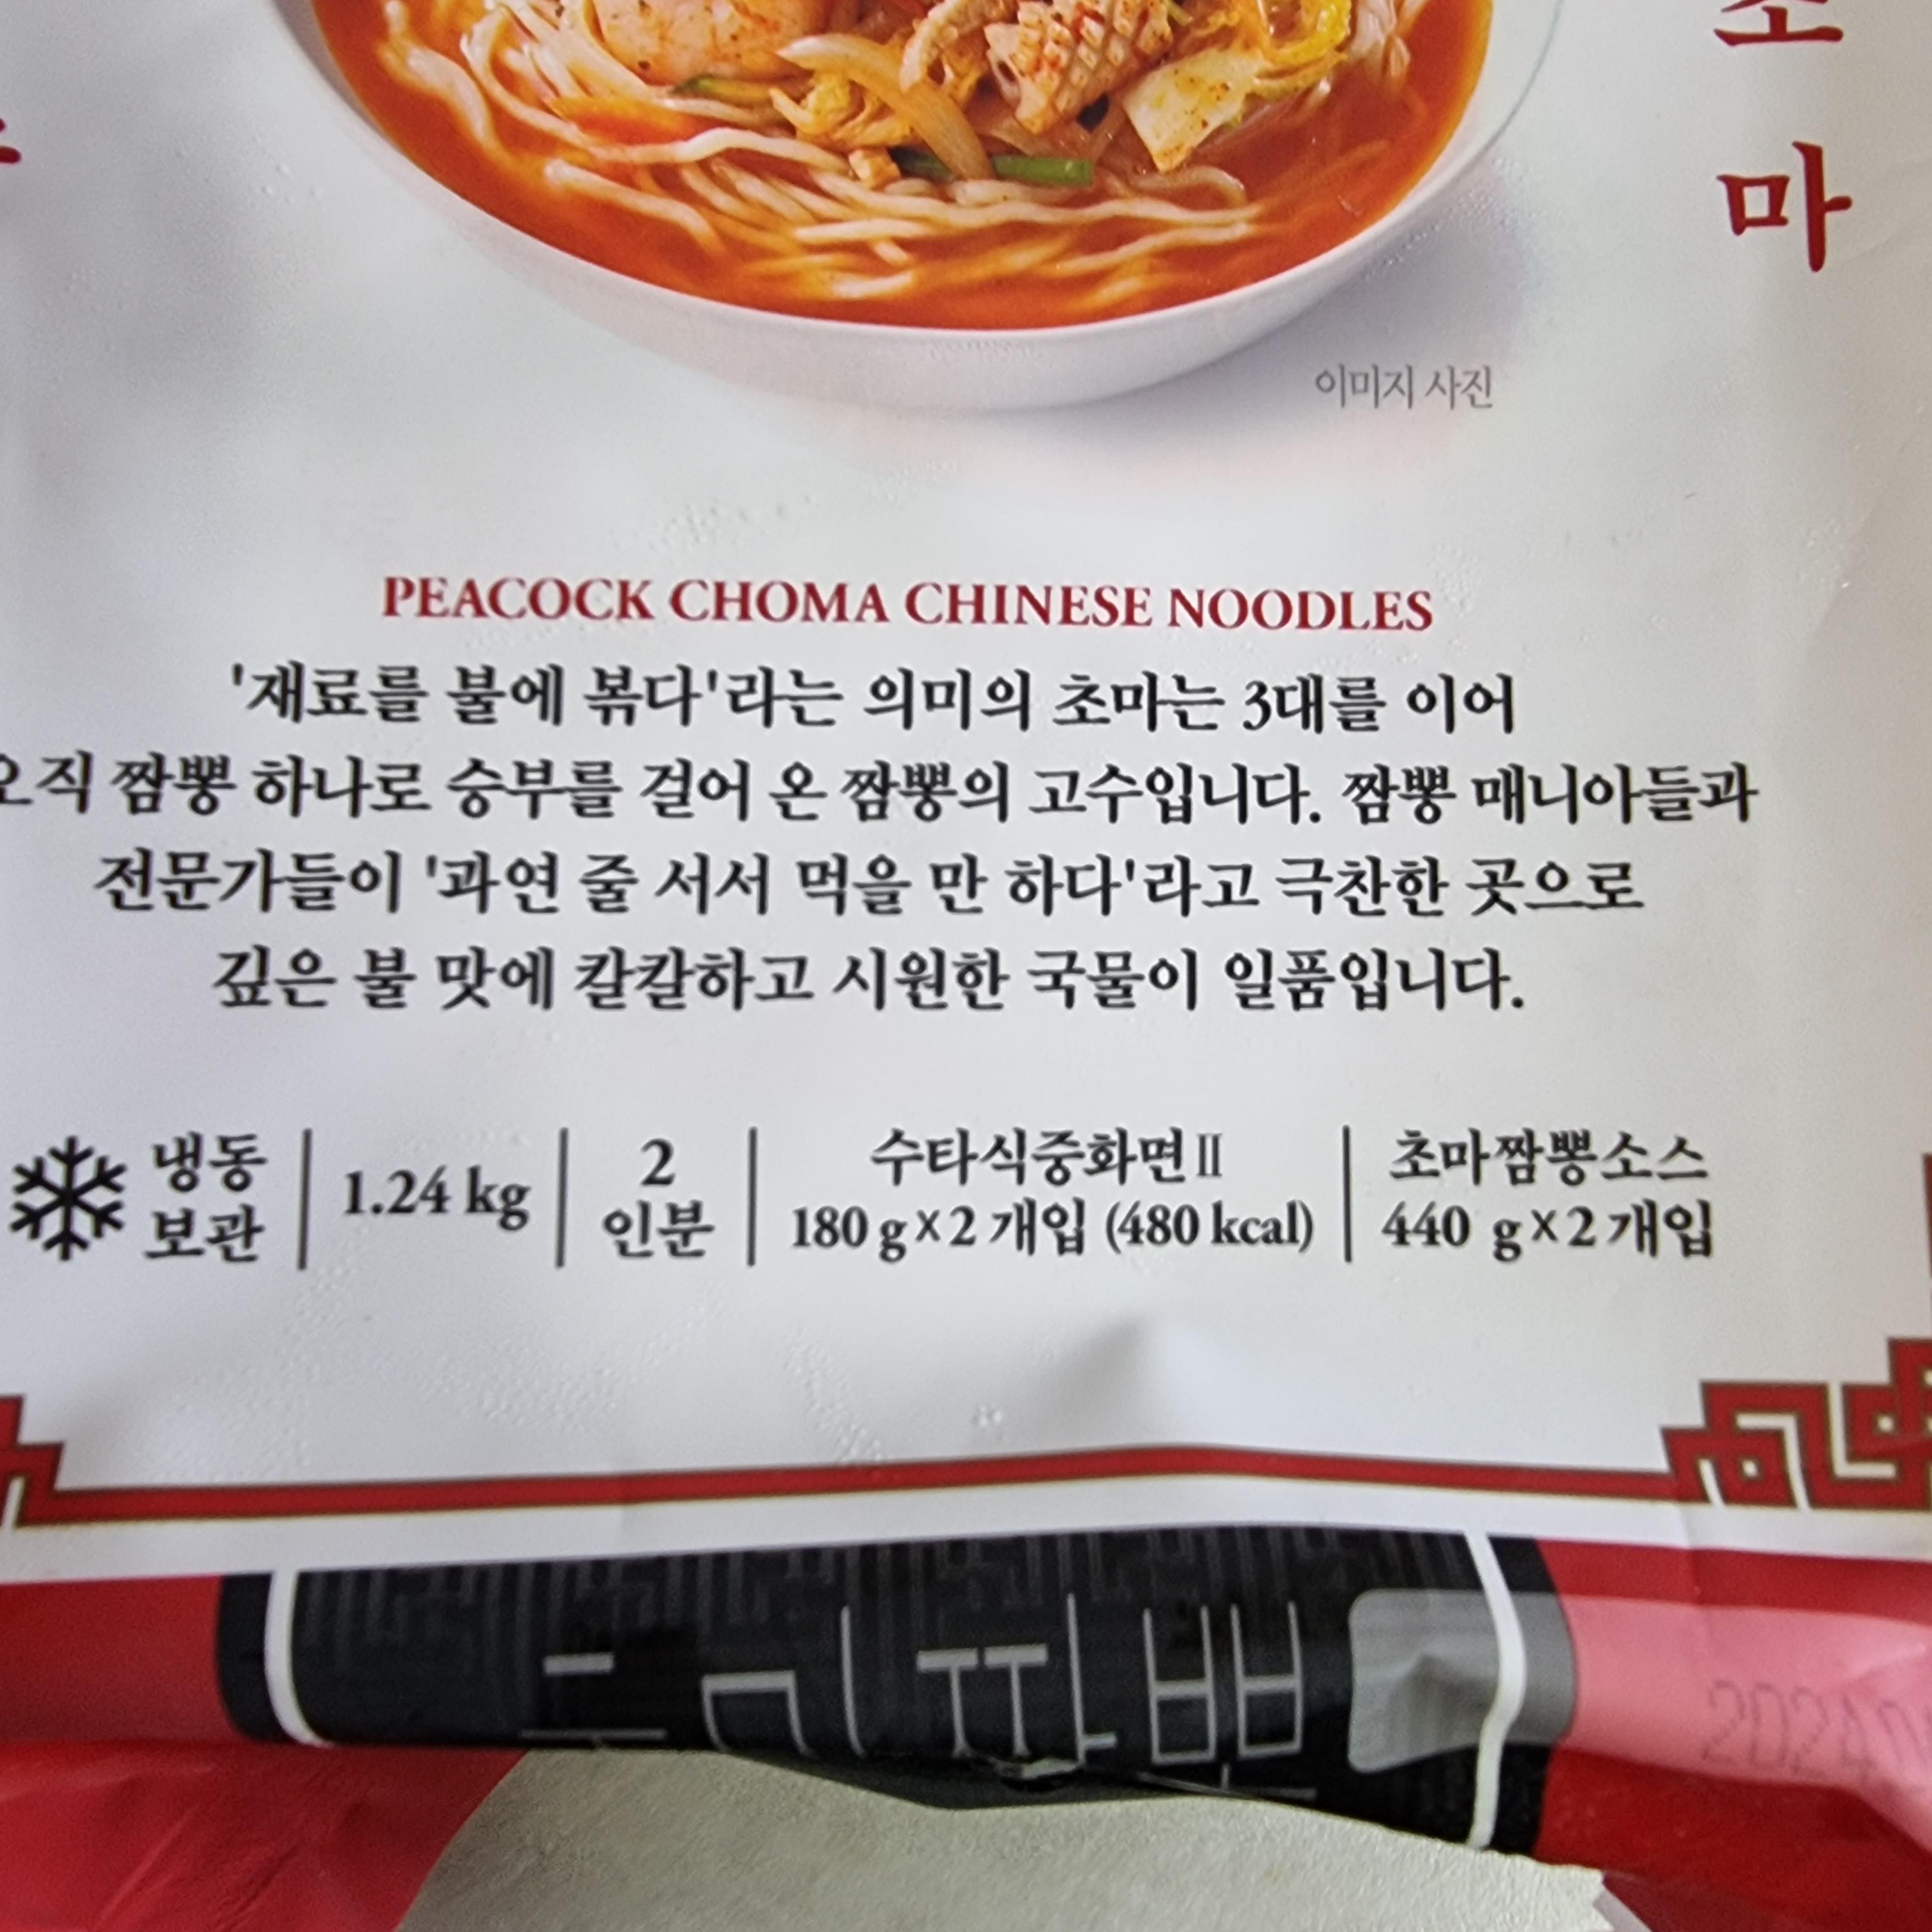 초
마
이미지 사진
PEACOCK CHOMA CHINESE NOODLES
'재료를 불에 볶다'라는 의미의 초마는 3대를 이어
오직 짬뽕 하나로 승부를 걸어 온 짬뽕의 고수입니다. 짬뽕 매니아들과
전문가들이 '과연 줄 서서 먹을 만 하다'라고 극찬한 곳으로
깊은 불 맛에 칼칼하고 시원한 국물이 일품입니다.
냉동
보관
1.24 kg
2
인분
수타식중화면Ⅱ
180 g×2 개입 (480 kcal)
초마짬뽕소스
440 g×2 개입
2024